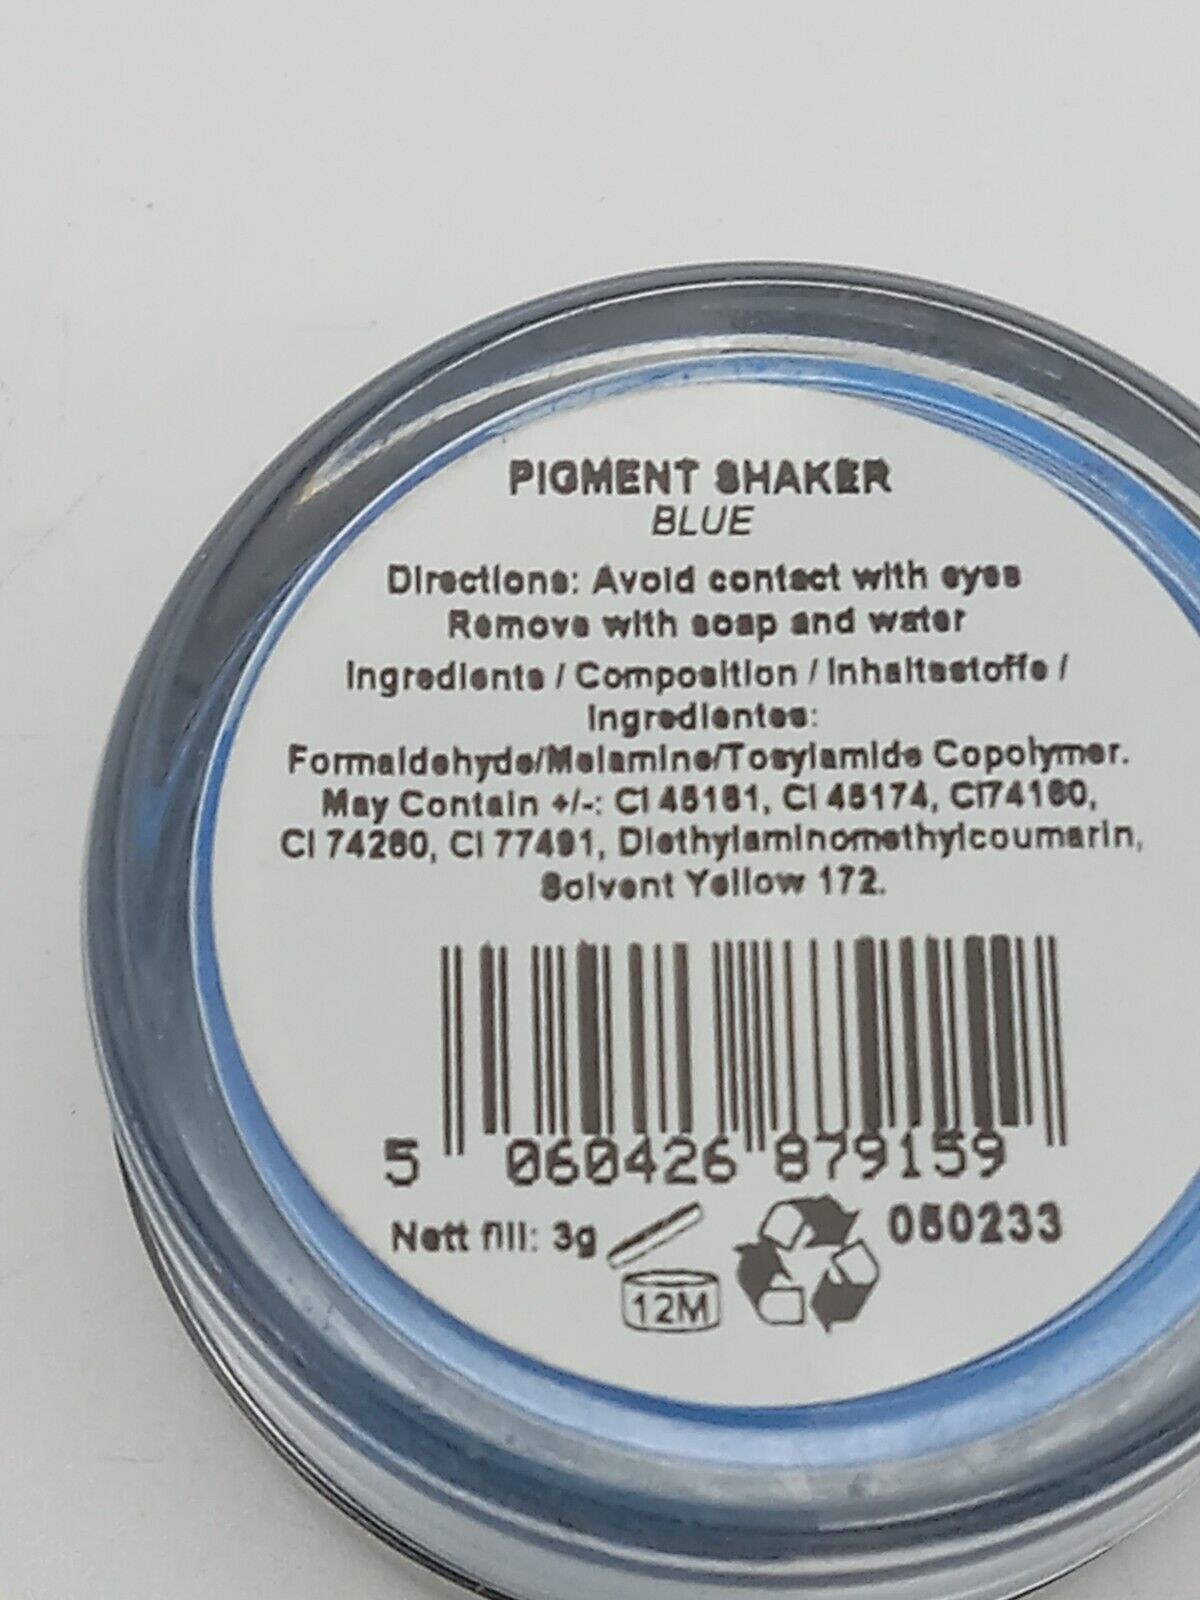 PIGMENT SHAKER
BLUE
Directions: Avoid contact with eyes
Remove with soap and water
Ingredients / Composition / Inhaltsstoffe /
Ingredientes:
Formaldehyde/Melamine/Tosylamide Copolymer.
May Contain +/-: CI 45161, CI 45174, CI74160,
CI 74260, CI 77491, Diethylaminomethylcoumarin,
Solvent Yellow 172.
5 060426 879159
Nett fill: 3g
12M
050233